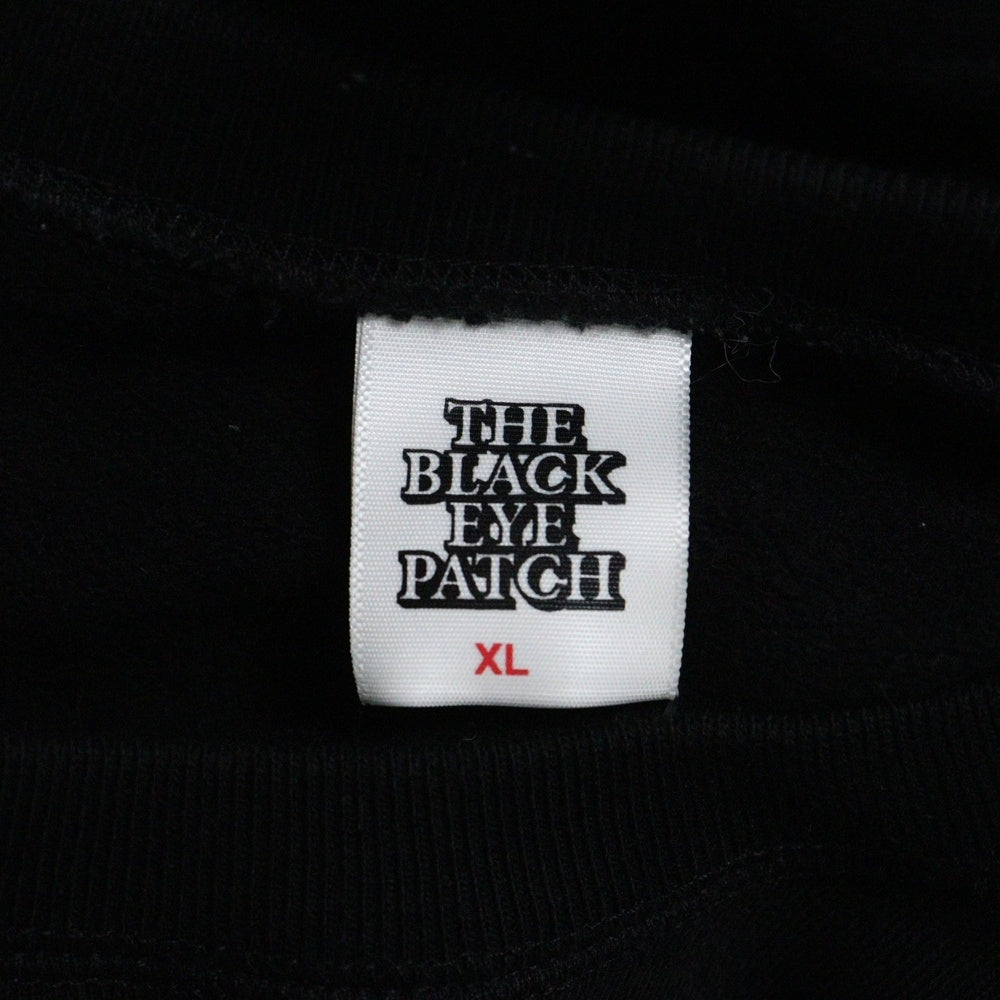 THE
BLACK
EYE
PATCH
XL